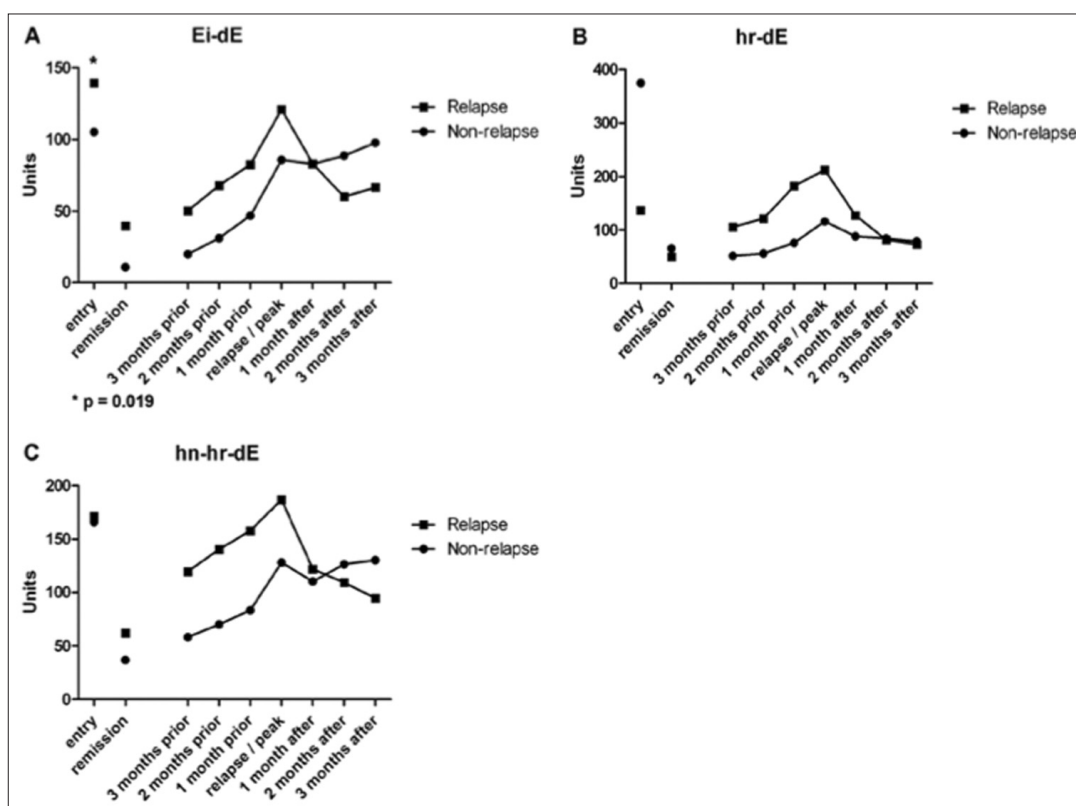 A
Ei-dE
150
100
50
0
Units
*
Relapse
Non-relapse
entry
remission
3 months prior
2 months prior
1 month prior
relapse / peak
1 month after
2 months after
3 months after
* p = 0.019
B
hr-dE
400
300
200
100
0
Units
Relapse
Non-relapse
entry
remission
3 months prior
2 months prior
1 month prior
relapse / peak
1 month after
2 months after
3 months after
C
hn-hr-dE
200
150
100
50
0
Units
Relapse
Non-relapse
entry
remission
3 months prior
2 months prior
1 month prior
relapse / peak
1 month after
2 months after
3 months after